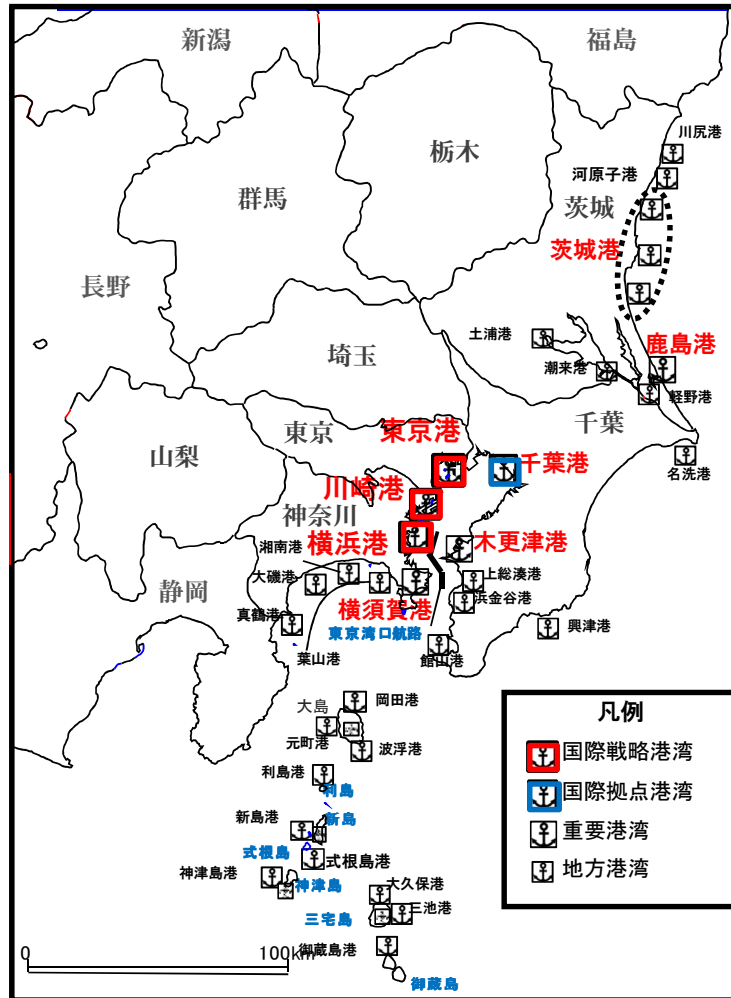 新潟
福島
川尻港
栃木
河原子港
群馬
茨城
茨城港
長野
土浦港
鹿島港
埼玉
潮来港
軽野港
千葉
東京
東京港
山梨
千葉港
名洗港
川崎港
神奈川
横浜港
木更津港
湘南港
大磯港
上総湊港
静岡
横須賀港
浜金谷港
真鶴港
東京湾口航路
興津港
葉山港
館山港
大島
岡田港
元町港
波浮港
利島港
利島
新島
新島港
式根島
式根島港
神津島港
神津島
大久保港
三宅島
三池港
御蔵島港
御蔵島
0
100km
凡例
国際戦略港湾
国際拠点港湾
重要港湾
地方港湾